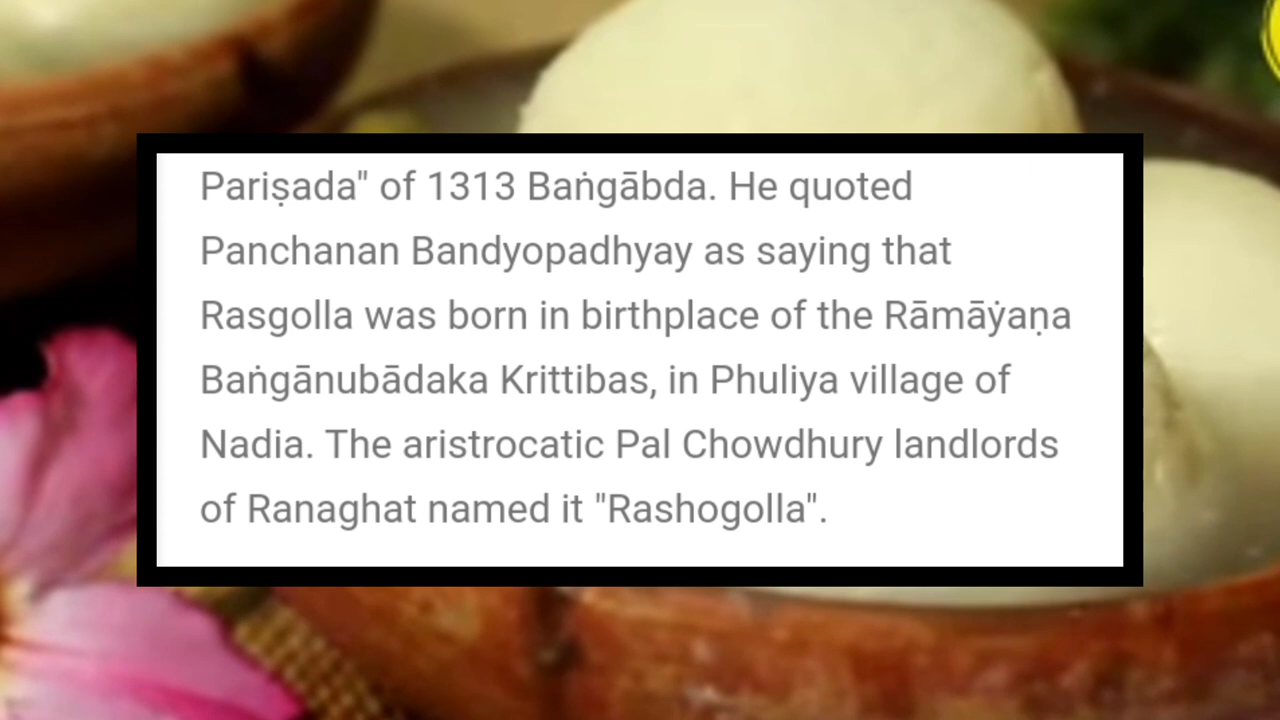 Pariṣada" of 1313 Baṅgābda. He quoted
Panchanan Bandyopadhyay as saying that
Rasgolla was born in birthplace of the Rāmāẏaṇa
Baṅgānubādaka Krittibas, in Phuliya village of
Nadia. The aristrocatic Pal Chowdhury landlords
of Ranaghat named it "Rashogolla".